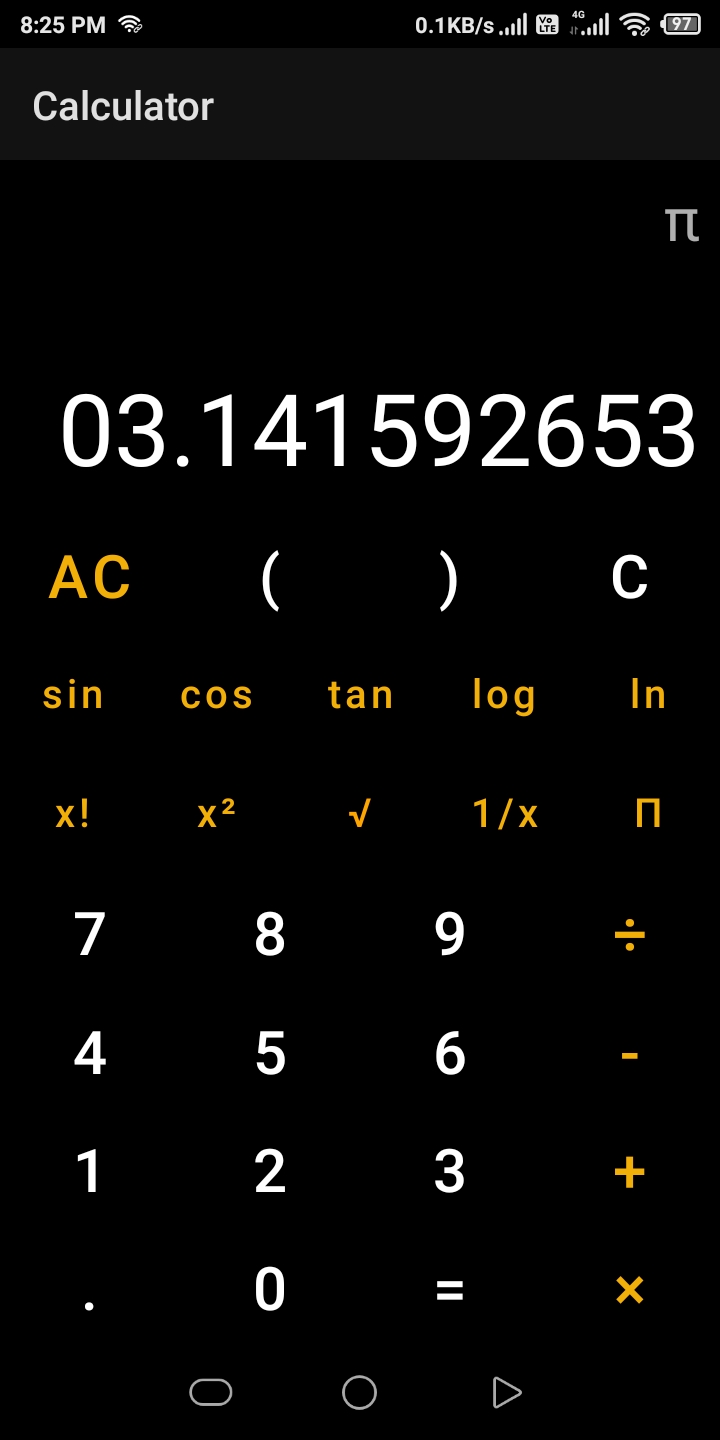 8:25 PM 0.1KB/s Vo LTE 4G 97
Calculator
π
03.141592653
AC ( ) C
sin cos tan log ln
x! x² √ 1/x Π
7 8 9 ÷
4 5 6 -
1 2 3 +
. 0 = ×